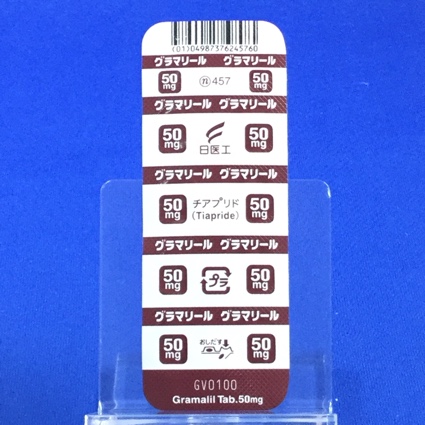 (01)04987376245760
グラマリール グラマリール
50mg ⓝ457 50mg
グラマリール グラマリール
50mg 日医工 50mg
グラマリール グラマリール
50mg チアプリド (Tiapride) 50mg
グラマリール グラマリール
50mg プラ 50mg
グラマリール グラマリール
50mg おしだす 50mg
GV0100
Gramalil Tab.50mg